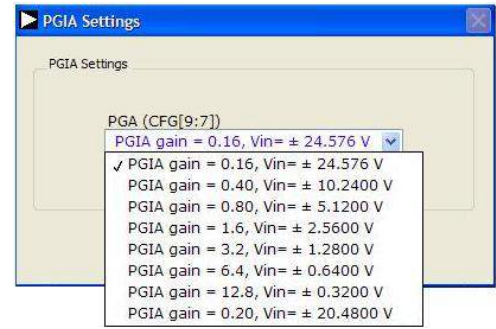 PGIA Settings
PGIA Settings
PGA (CFG[9:7])
PGIA gain = 0.16, Vin= ± 24.576 V
✓ PGIA gain = 0.16, Vin= ± 24.576 V
PGIA gain = 0.40, Vin= ± 10.2400 V
PGIA gain = 0.80, Vin= ± 5.1200 V
PGIA gain = 1.6, Vin= ± 2.5600 V
PGIA gain = 3.2, Vin= ± 1.2800 V
PGIA gain = 6.4, Vin= ± 0.6400 V
PGIA gain = 12.8, Vin= ± 0.3200 V
PGIA gain = 0.20, Vin= ± 20.4800 V